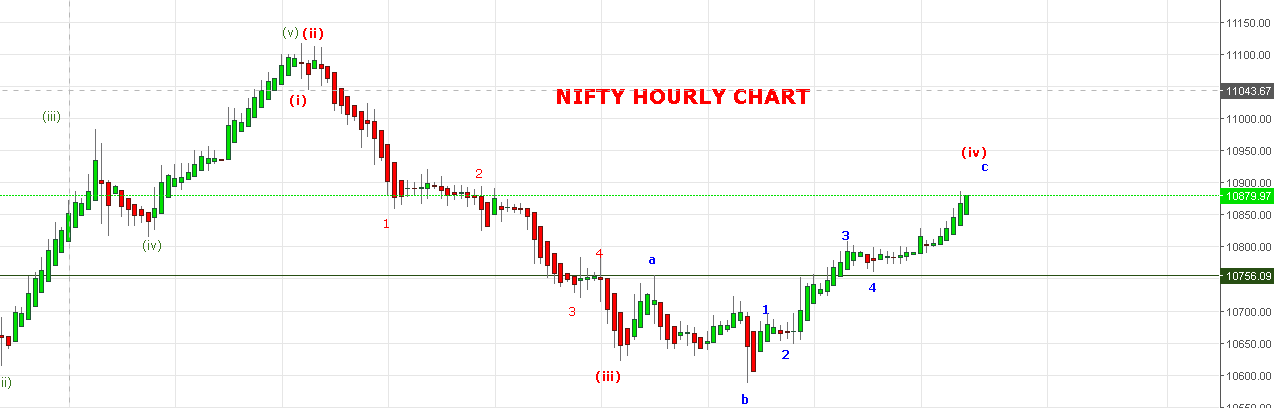 11150.00
(v) (ii)
11100.00
11043.67
NIFTY HOURLY CHART
(i)
(iii)
11000.00
10950.00
(iv)
c
2
10900.00
10879.97
10850.00
1
(iv)
3
10800.00
4
a
10756.09
4
3
1
10700.00
2
10650.00
(iii)
ii)
10600.00
b
10550.00